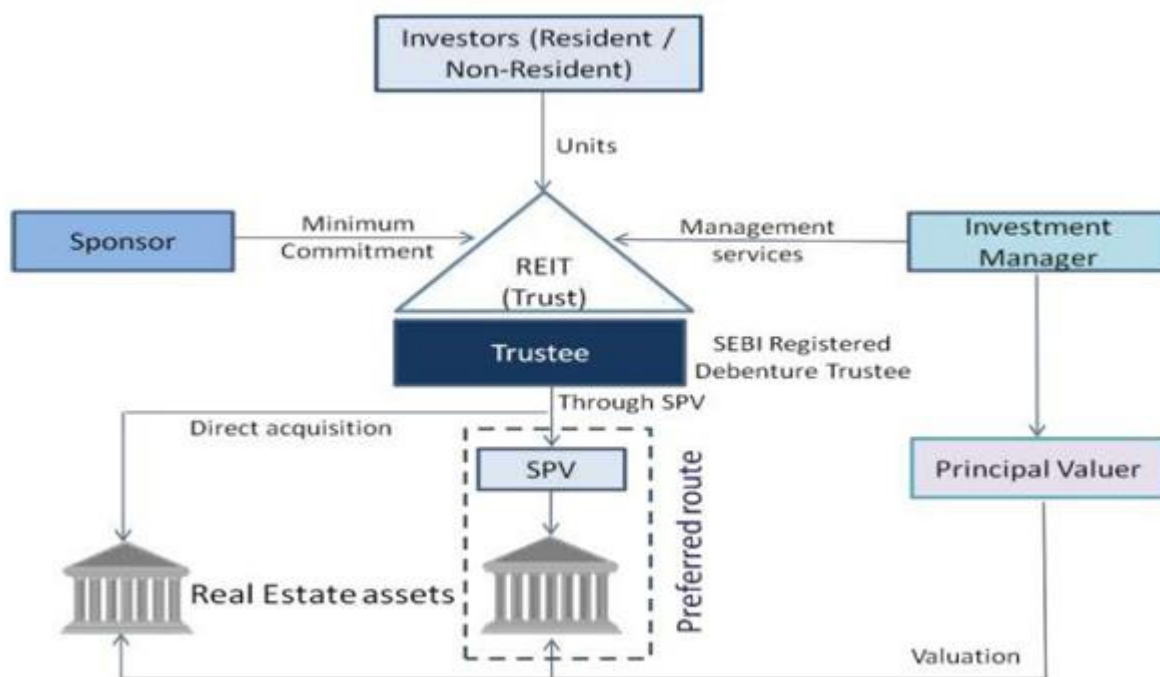 Investors (Resident /
Non-Resident)
Units
Sponsor
Minimum
Commitment
Management
services
Investment
Manager
REIT
(Trust)
Trustee
SEBI Registered
Debenture Trustee
Through SPV
Direct acquisition
SPV
Preferred route
Principal Valuer
Real Estate assets
Valuation